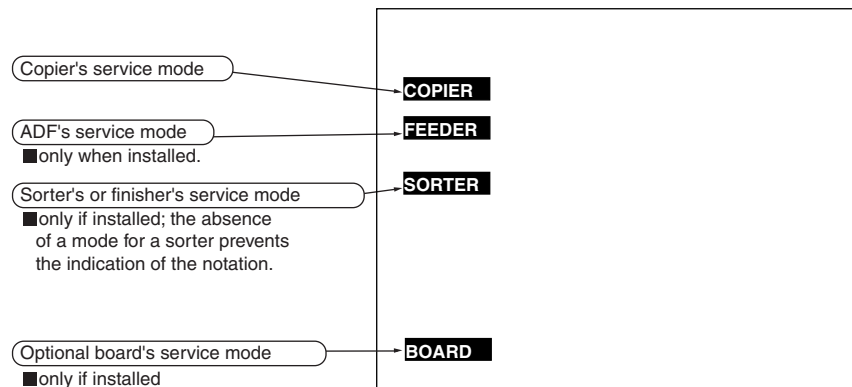 Copier's service mode
COPIER
ADF's service mode
FEEDER
■only when installed.
Sorter's or finisher's service mode
SORTER
■only if installed; the absence
of a mode for a sorter prevents
the indication of the notation.
Optional board's service mode
BOARD
■only if installed